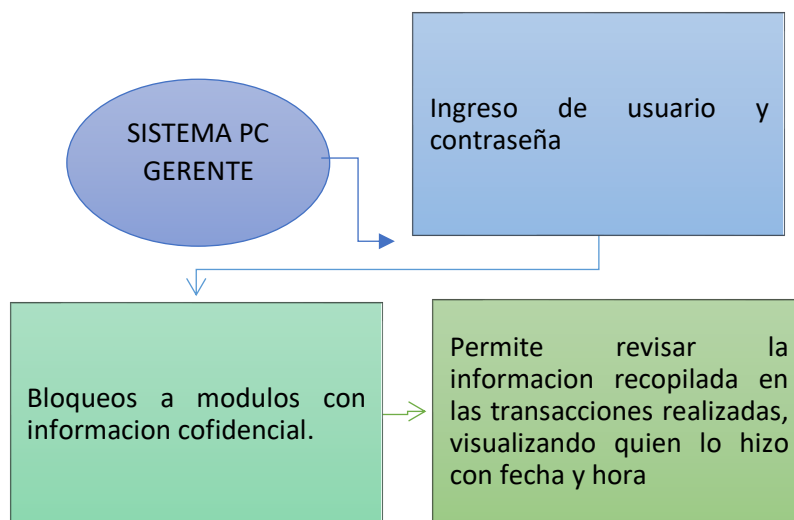 SISTEMA PC
GERENTE
Ingreso de usuario y
contraseña
Bloqueos a modulos con
informacion cofidencial.
Permite revisar la
informacion recopilada en
las transacciones realizadas,
visualizando quien lo hizo
con fecha y hora